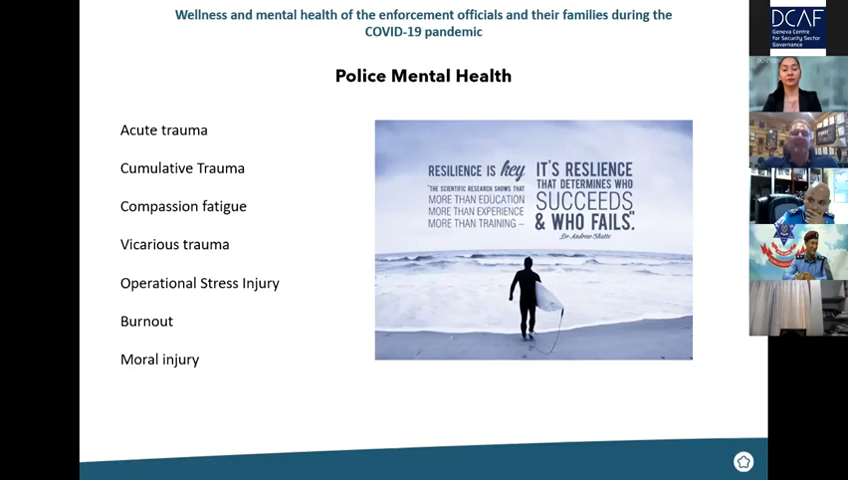 Wellness and mental health of the enforcement officials and their families during the
COVID-19 pandemic
Police Mental Health
Acute trauma
Cumulative Trauma
Compassion fatigue
Vicarious trauma
Operational Stress Injury
Burnout
Moral injury
RESILIENCE IS key
"THE SCIENTIFIC RESEARCH SHOWS THAT
MORE THAN EDUCATION
MORE THAN EXPERIENCE
MORE THAN TRAINING –
IT'S RESLIENCE
THAT DETERMINES WHO
SUCCEEDS
& WHO FAILS."
Dr Andrew Shatte
DCAF
Geneva Centre
for Security Sector
Governance